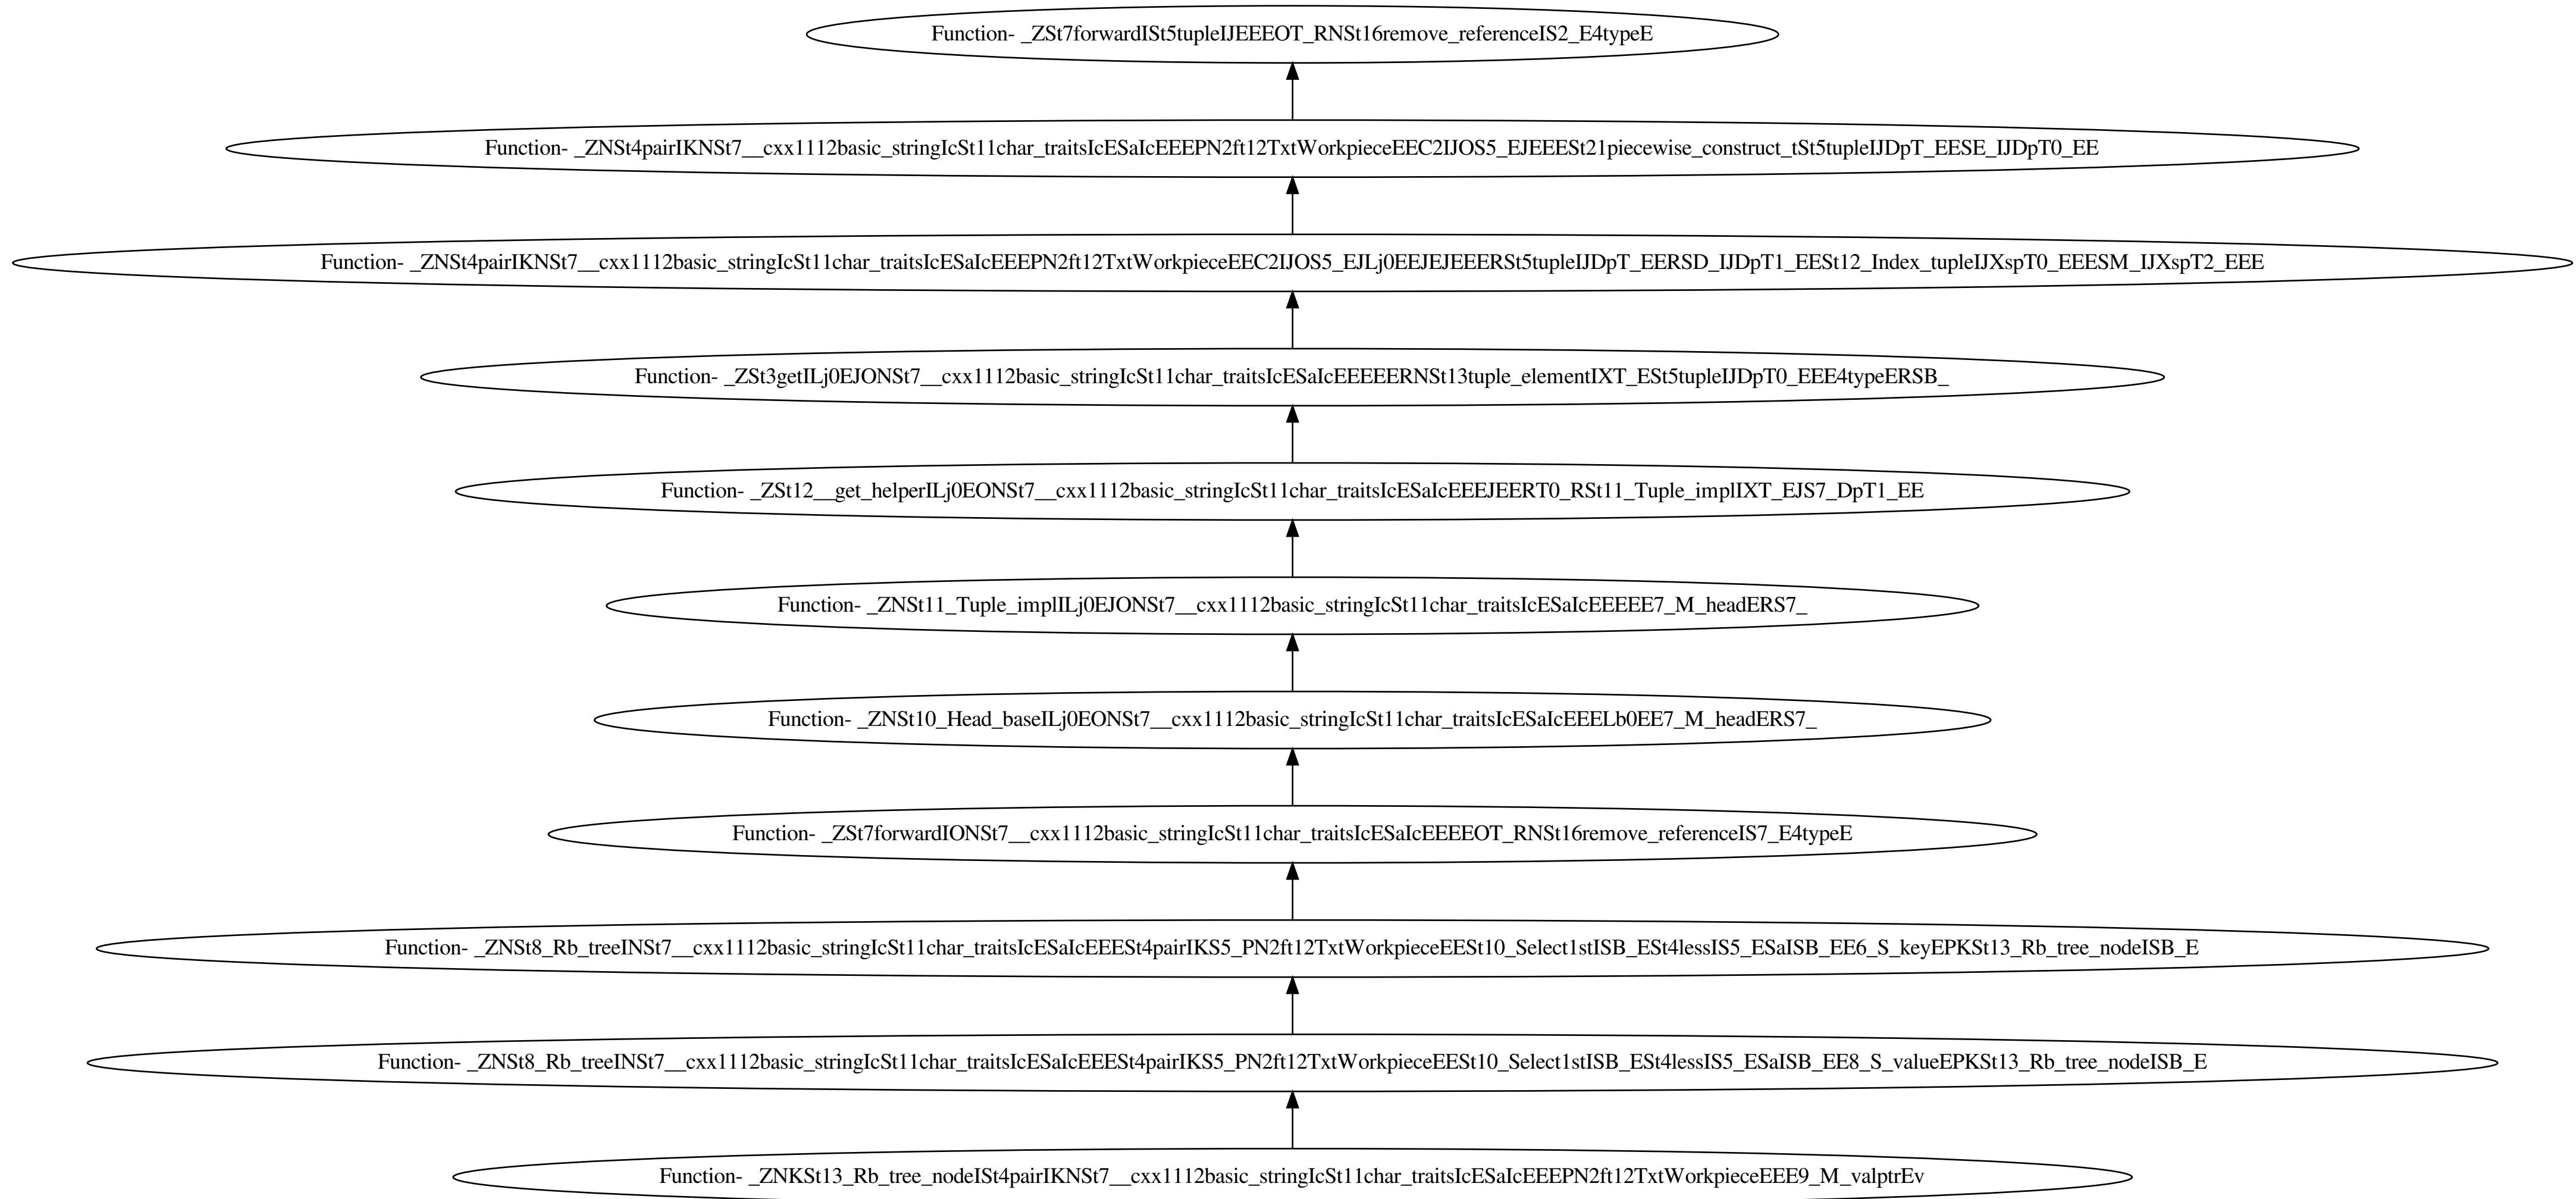 Function- _ZSt7forwardISt5tupleIJEEEOT_RNSt16remove_referenceIS2_E4typeE
Function- _ZNSt4pairIKNSt7__cxx1112basic_stringIcSt11char_traitsIcESaIcEEEPN2ft12TxtWorkpieceEEC2IJOS5_EJEEESt21piecewise_construct_tSt5tupleIJDpT_EESE_IJDpT0_EE
Function- _ZNSt4pairIKNSt7__cxx1112basic_stringIcSt11char_traitsIcESaIcEEEPN2ft12TxtWorkpieceEEC2IJOS5_EJLj0EEJEJEEERSt5tupleIJDpT_EERSD_IJDpT1_EESt12_Index_tupleIJXspT0_EEESM_IJXspT2_EEE
Function- _ZSt3getILj0EJONSt7__cxx1112basic_stringIcSt11char_traitsIcESaIcEEEEERNSt13tuple_elementIXT_ESt5tupleIJDpT0_EEE4typeERSB_
Function- _ZSt12__get_helperILj0EONSt7__cxx1112basic_stringIcSt11char_traitsIcESaIcEEEJEERT0_RSt11_Tuple_implIXT_EJS7_DpT1_EE
Function- _ZNSt11_Tuple_implILj0EJONSt7__cxx1112basic_stringIcSt11char_traitsIcESaIcEEEEE7_M_headERS7_
Function- _ZNSt10_Head_baseILj0EONSt7__cxx1112basic_stringIcSt11char_traitsIcESaIcEEELb0EE7_M_headERS7_
Function- _ZSt7forwardIONSt7__cxx1112basic_stringIcSt11char_traitsIcESaIcEEEEOT_RNSt16remove_referenceIS7_E4typeE
Function- _ZNSt8_Rb_treeINSt7__cxx1112basic_stringIcSt11char_traitsIcESaIcEEESt4pairIKS5_PN2ft12TxtWorkpieceEESt10_Select1stISB_ESt4lessIS5_ESaISB_EE6_S_keyEPKSt13_Rb_tree_nodeISB_E
Function- _ZNSt8_Rb_treeINSt7__cxx1112basic_stringIcSt11char_traitsIcESaIcEEESt4pairIKS5_PN2ft12TxtWorkpieceEESt10_Select1stISB_ESt4lessIS5_ESaISB_EE8_S_valueEPKSt13_Rb_tree_nodeISB_E
Function- _ZNKSt13_Rb_tree_nodeISt4pairIKNSt7__cxx1112basic_stringIcSt11char_traitsIcESaIcEEEPN2ft12TxtWorkpieceEEE9_M_valptrEv